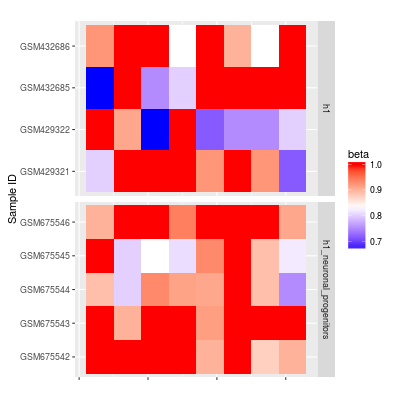 GSM432686
GSM432685
GSM429322
GSM429321
h1
GSM675546
GSM675545
GSM675544
GSM675543
GSM675542
h1_neuronal_progenitors
Sample ID
beta
1.0
0.9
0.8
0.7